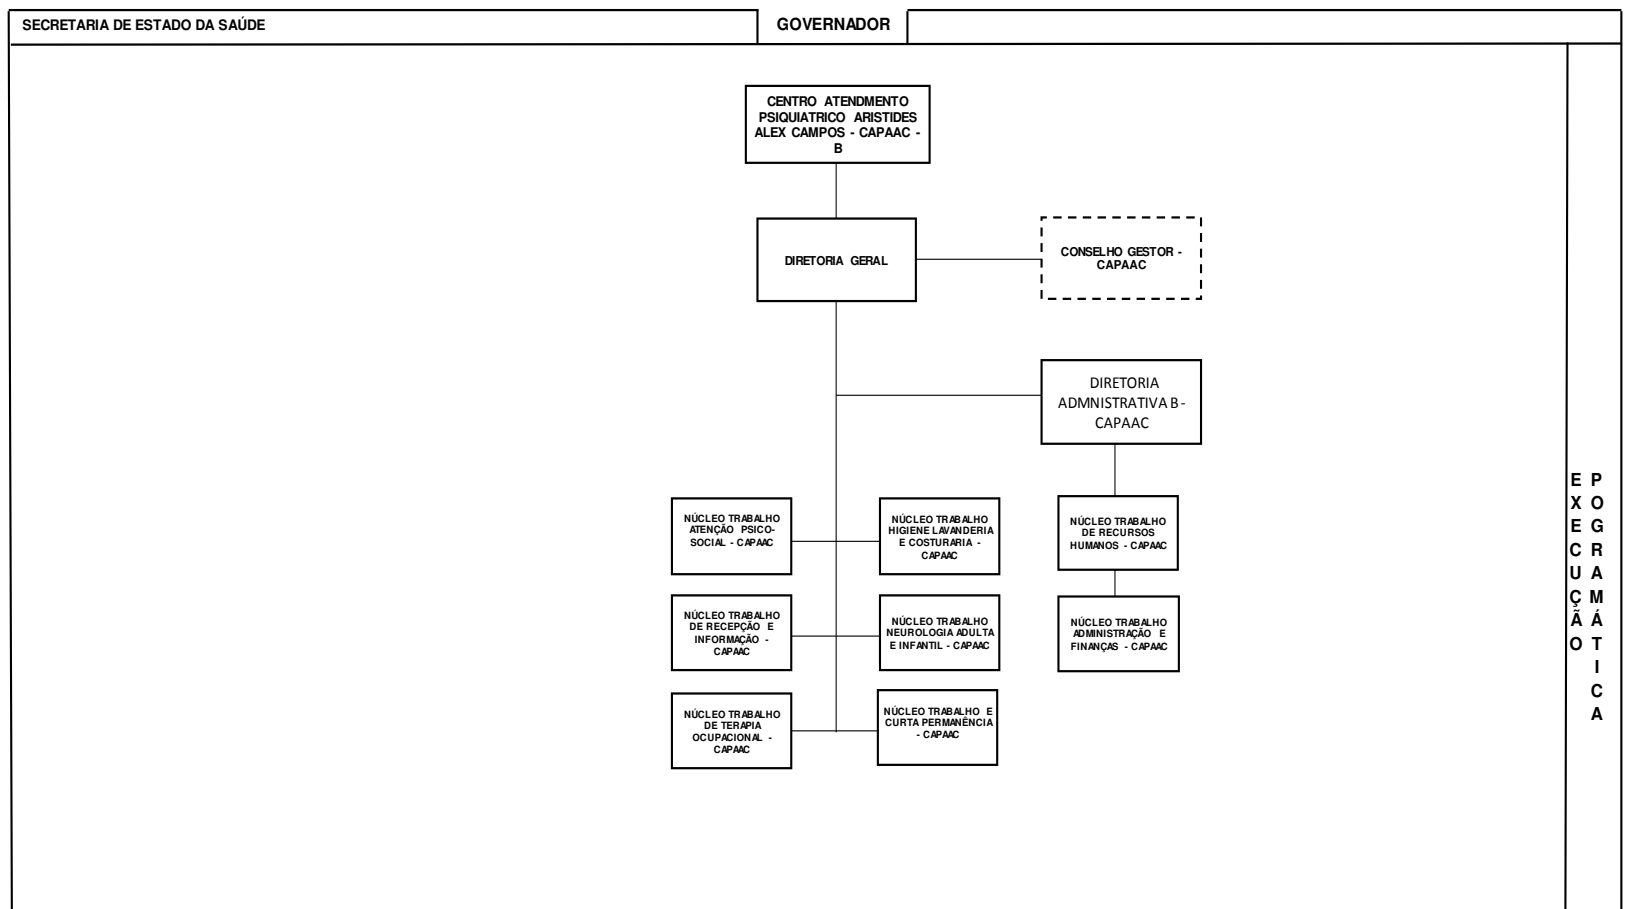 SECRETARIA DE ESTADO DA SAÚDE
GOVERNADOR
CENTRO ATENDMENTO
PSIQUIATRICO ARISTIDES
ALEX CAMPOS - CAPAAC -
B
DIRETORIA GERAL
CONSELHO GESTOR -
CAPAAC
DIRETORIA
ADMNISTRATIVA B -
CAPAAC
NÚCLEO TRABALHO
ATENÇÃO PSICO-
SOCIAL - CAPAAC
NÚCLEO TRABALHO
HIGIENE LAVANDERIA
E COSTURARIA -
CAPAAC
NÚCLEO TRABALHO
DE RECURSOS
HUMANOS - CAPAAC
NÚCLEO TRABALHO
DE RECEPÇÃO E
INFORMAÇÃO -
CAPAAC
NÚCLEO TRABALHO
NEUROLOGIA ADULTA
E INFANTIL - CAPAAC
NÚCLEO TRABALHO
ADMINISTRAÇÃO E
FINANÇAS - CAPAAC
NÚCLEO TRABALHO
DE TERAPIA
OCUPACIONAL -
CAPAAC
NÚCLEO TRABALHO E
CURTA PERMANÊNCIA
- CAPAAC
EXECUÇÃO
POGRAMÁTICA